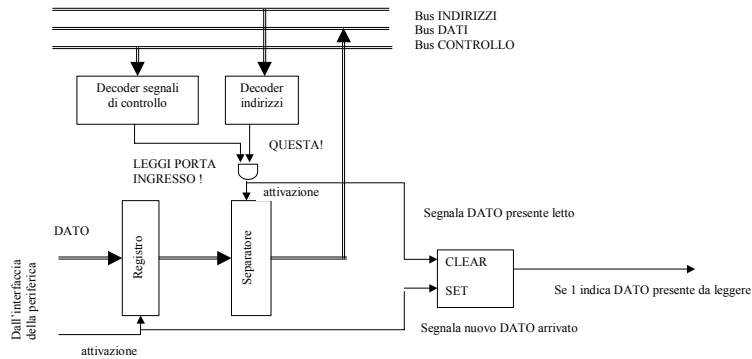 Bus INDIRIZZI
Bus DATI
Bus CONTROLLO
Decoder segnali
di controllo
Decoder
indirizzi
QUESTA!
LEGGI PORTA
INGRESSO !
attivazione
Segnala DATO presente letto
DATO
Registro
Separatore
CLEAR
SET
Se 1 indica DATO presente da leggere
Dall'interfaccia
della periferica
Segnala nuovo DATO arrivato
attivazione